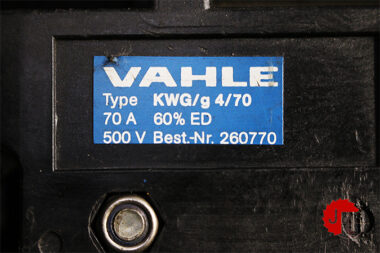 VAHLE
Type KWG/g 4/70
70 A 60% ED
500 V Best.-Nr. 260770